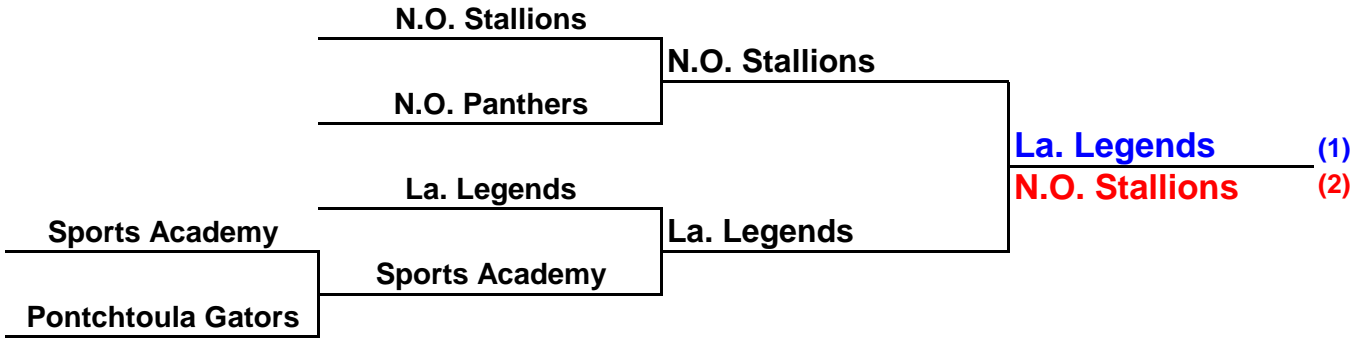 N.O. Stallions
N.O. Stallions
N.O. Panthers
La. Legends (1)
N.O. Stallions (2)
La. Legends
Sports Academy
La. Legends
Sports Academy
Pontchtoula Gators